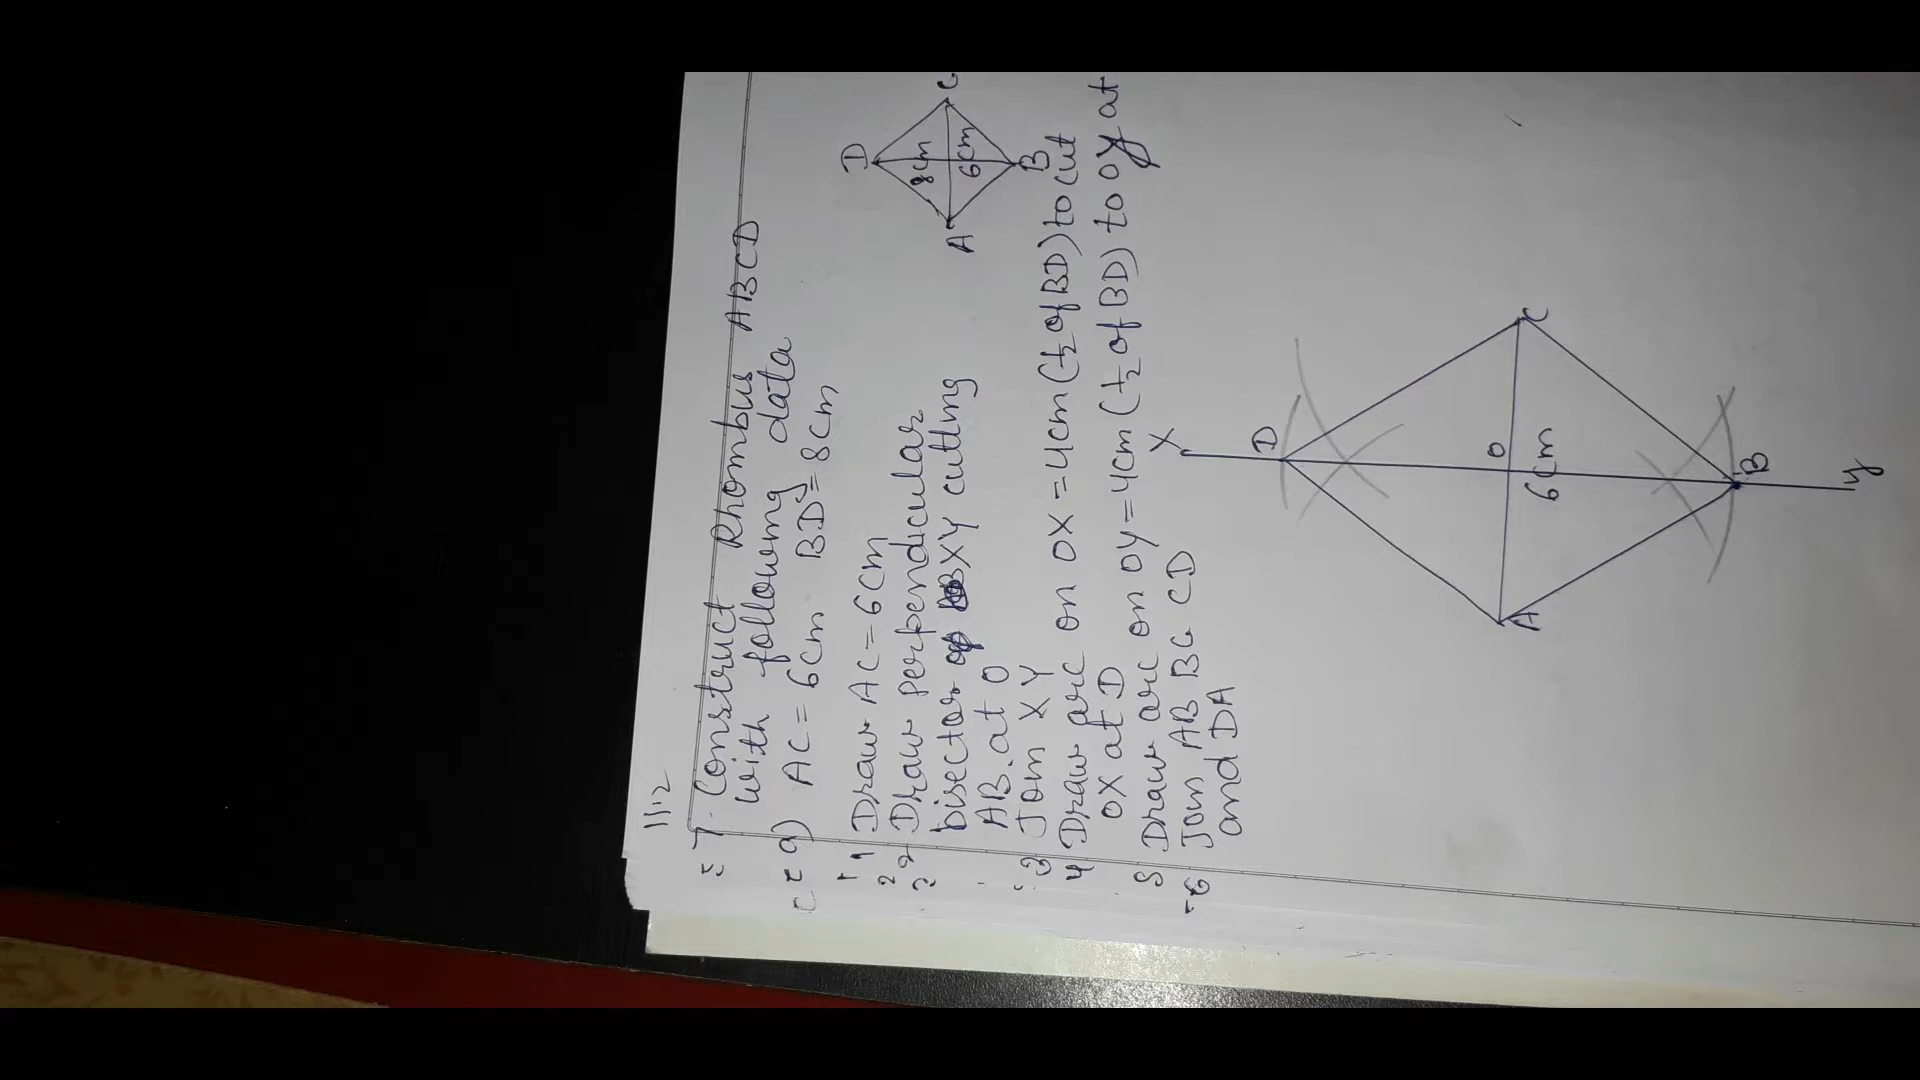 11.2
7. Construct Rhombus ABCD
with following data
a) AC = 6cm BD = 8cm
D
8cm
6cm
A
C
B
1 Draw AC = 6cm
2 Draw perpendicular
bisector XY cutting
AB. at O
3 Join XY
4 Draw arc on OX = 4cm (1/2 of BD) to cut
OX at D
5 Draw arc on OY = 4cm (1/2 of BD) to OY at
6 Join AB BC CD
and DA
X
D
O
6cm
A
C
B
y